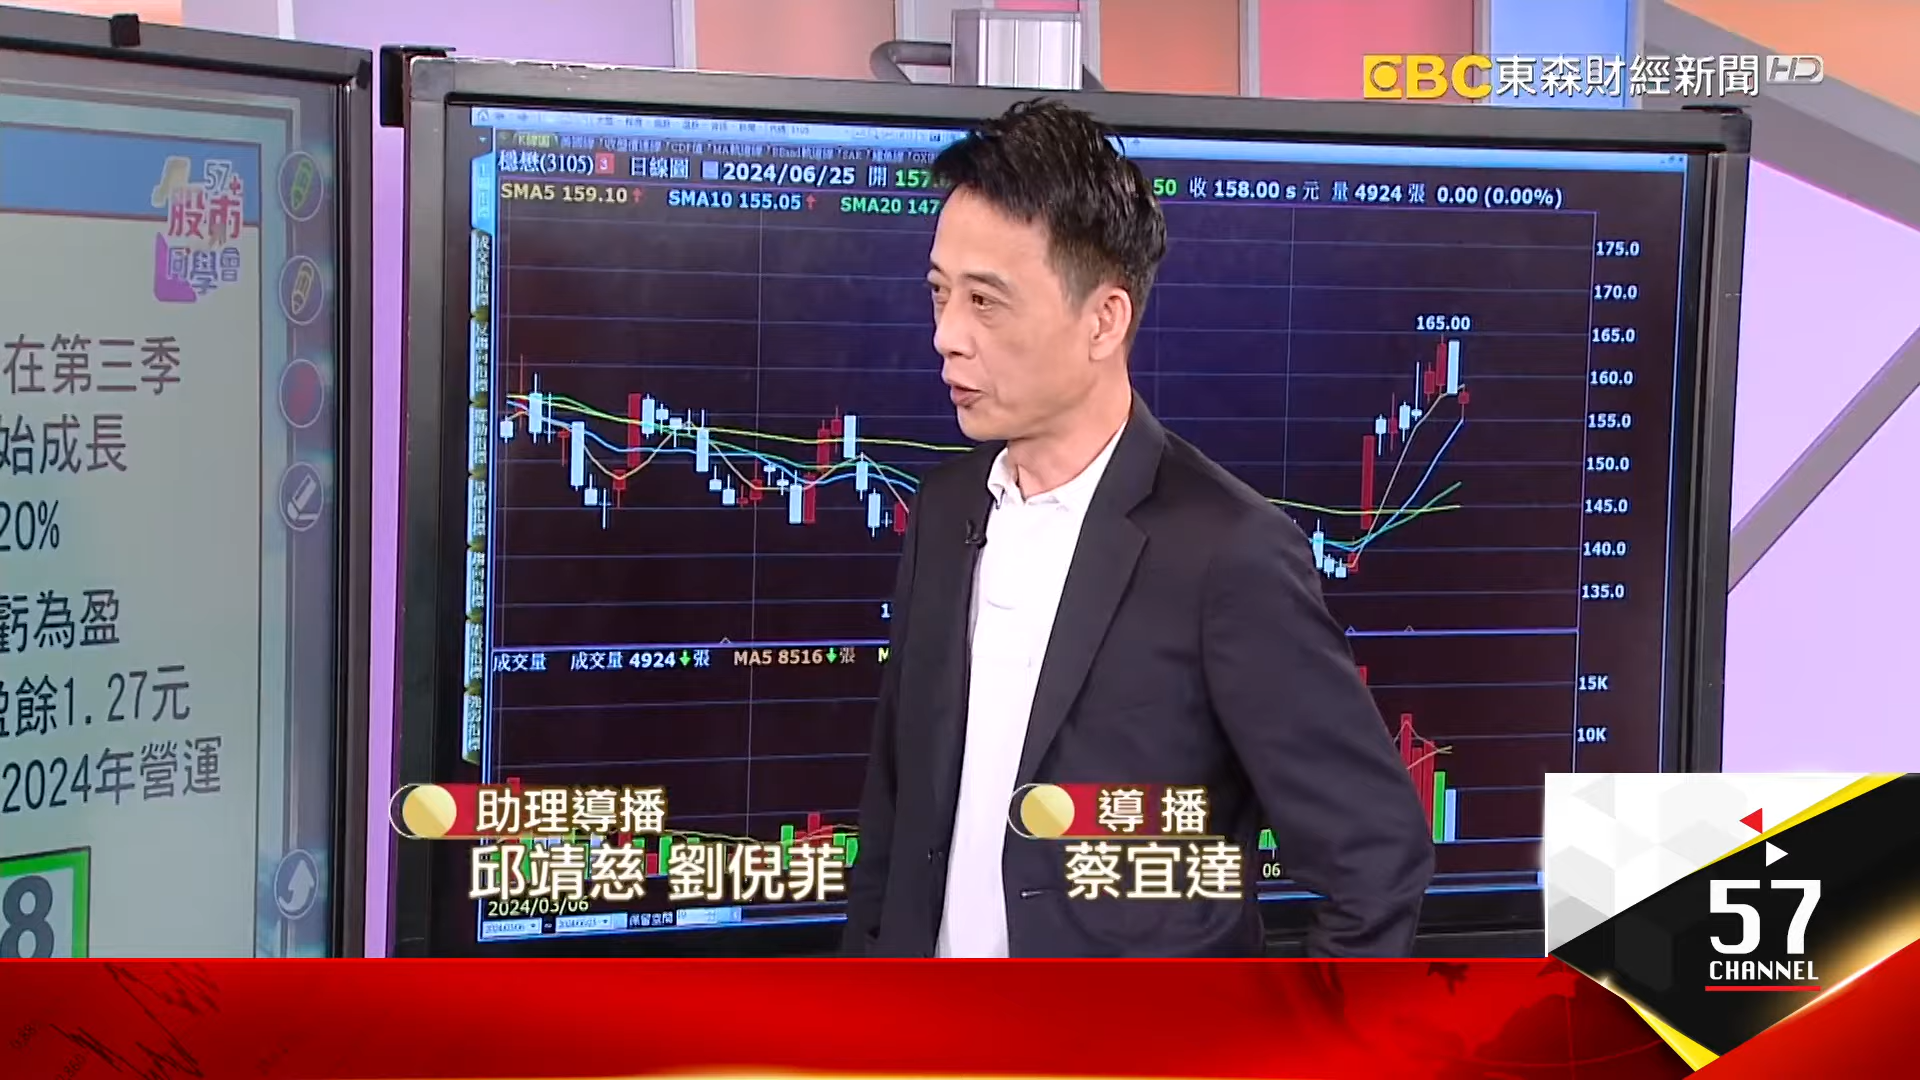 EBC東森財經新聞HD
57
股市
同學會
在第三季
始成長
20%
虧為盈
盈餘1.27元
2024年營運
8
穩懋(3105) 3 日線圖 2024/06/25 開 157.
50 收 158.00 s 元 量 4924 張 0.00 (0.00%)
SMA5 159.10↑ SMA10 155.05↑ SMA20 147
175.0
170.0
165.00
165.0
160.0
155.0
150.0
145.0
140.0
135.0
成交量 成交量 4924↓張 MA5 8516↓張
15K
10K
06
2024/03/06
助理導播
邱靖慈 劉倪菲
導播
蔡宜達
57
CHANNEL